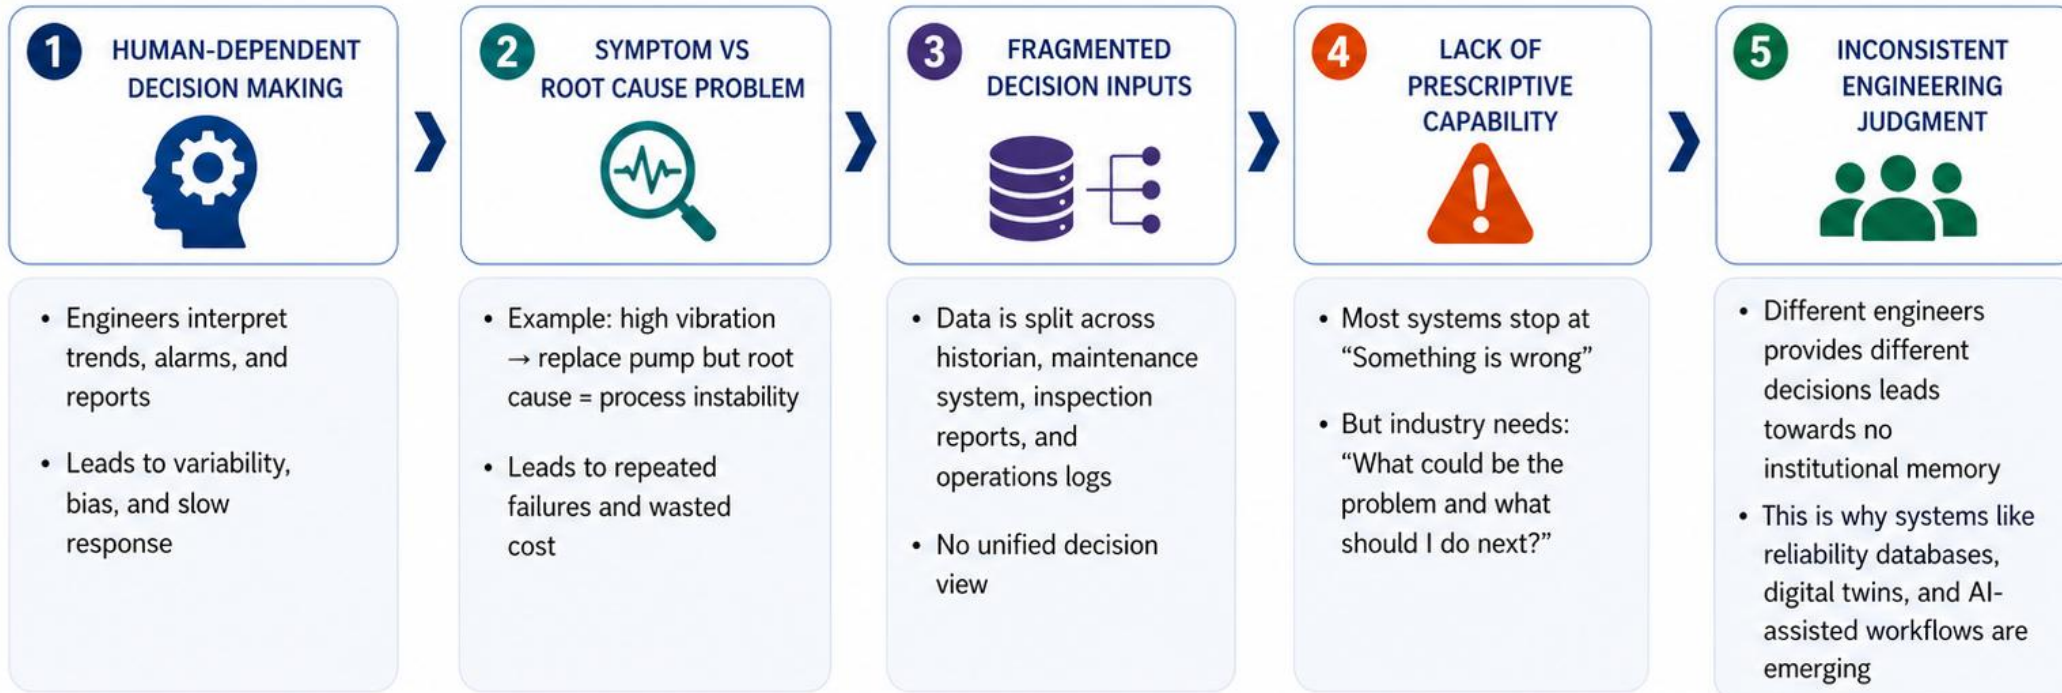 1
HUMAN-DEPENDENT
DECISION MAKING
• Engineers interpret
trends, alarms, and
reports
• Leads to variability,
bias, and slow
response
2
SYMPTOM VS
ROOT CAUSE PROBLEM
• Example: high vibration
→ replace pump but root
cause = process instability
• Leads to repeated
failures and wasted
cost
3
FRAGMENTED
DECISION INPUTS
• Data is split across
historian, maintenance
system, inspection
reports, and
operations logs
• No unified decision
view
4
LACK OF
PRESCRIPTIVE
CAPABILITY
• Most systems stop at
“Something is wrong”
• But industry needs:
“What could be the
problem and what
should I do next?”
5
INCONSISTENT
ENGINEERING
JUDGMENT
• Different engineers
provides different
decisions leads
towards no
institutional memory
• This is why systems like
reliability databases,
digital twins, and AI-
assisted workflows are
emerging